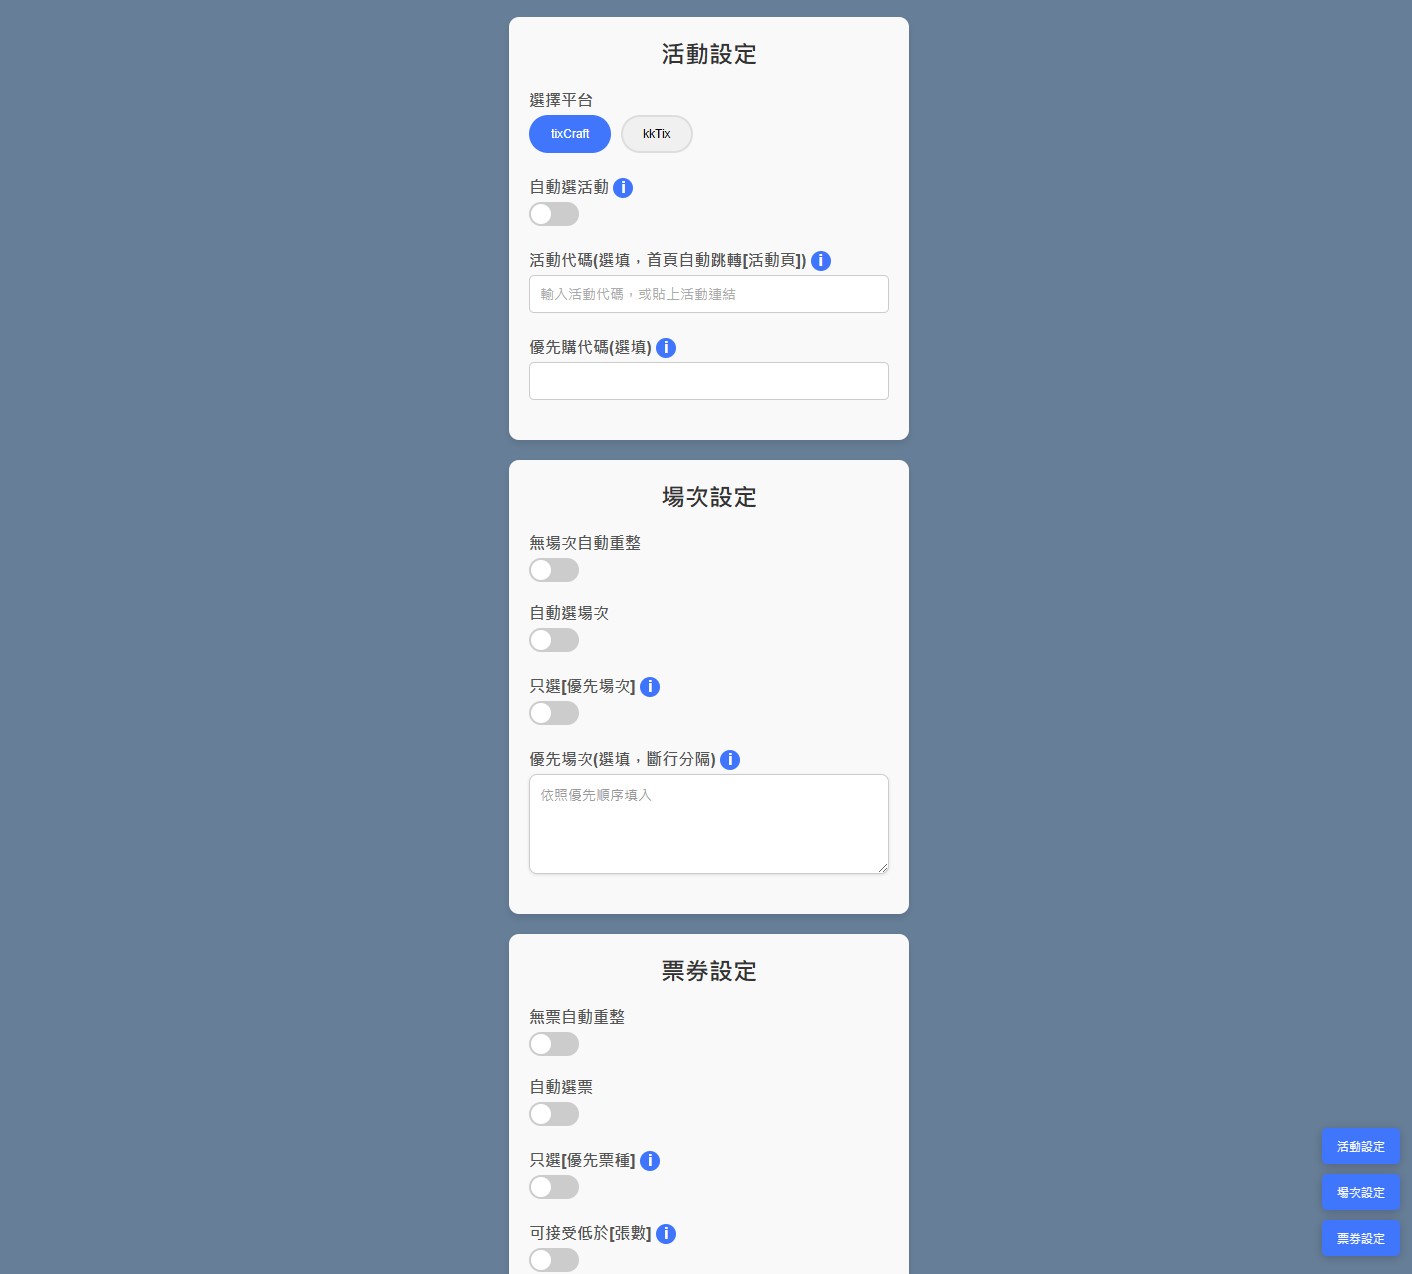 活動設定
選擇平台
tixCraft kkTix
自動選活動 i
活動代碼(選填，首頁自動跳轉[活動頁]) i
輸入活動代碼，或貼上活動連結
優先購代碼(選填) i
場次設定
無場次自動重整
自動選場次
只選[優先場次] i
優先場次(選填，斷行分隔) i
依照優先順序填入
票券設定
無票自動重整
自動選票
只選[優先票種] i
可接受低於[張數] i
活動設定
場次設定
票券設定